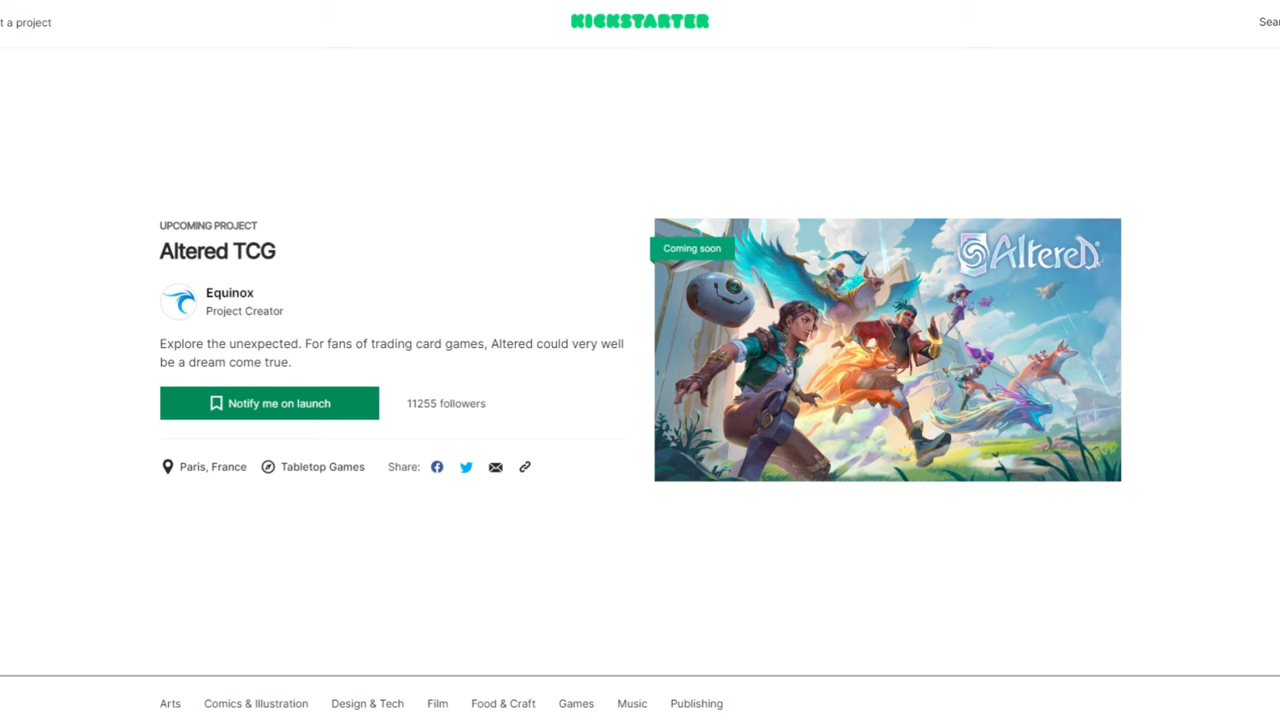 t a project
KICKSTARTER
Sear
UPCOMING PROJECT
Altered TCG
Equinox
Project Creator
Explore the unexpected. For fans of trading card games, Altered could very well
be a dream come true.
Notify me on launch
11255 followers
Paris, France
Tabletop Games
Share:
Coming soon
Altered
Arts
Comics & Illustration
Design & Tech
Film
Food & Craft
Games
Music
Publishing